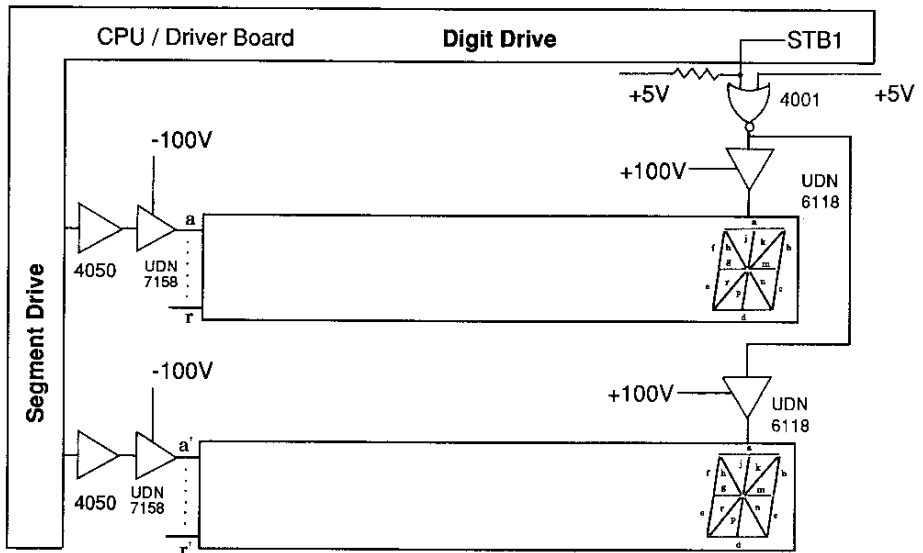 CPU / Driver Board
Digit Drive
STB1
+5V
4001
+5V
-100V
+100V
UDN
6118
Segment Drive
4050
UDN
7158
a
r
a
f
h
j
k
b
g
m
e
r
p
n
c
d
-100V
+100V
UDN
6118
4050
UDN
7158
a'
r'
a
f
h
j
k
b
g
m
e
r
p
n
c
d